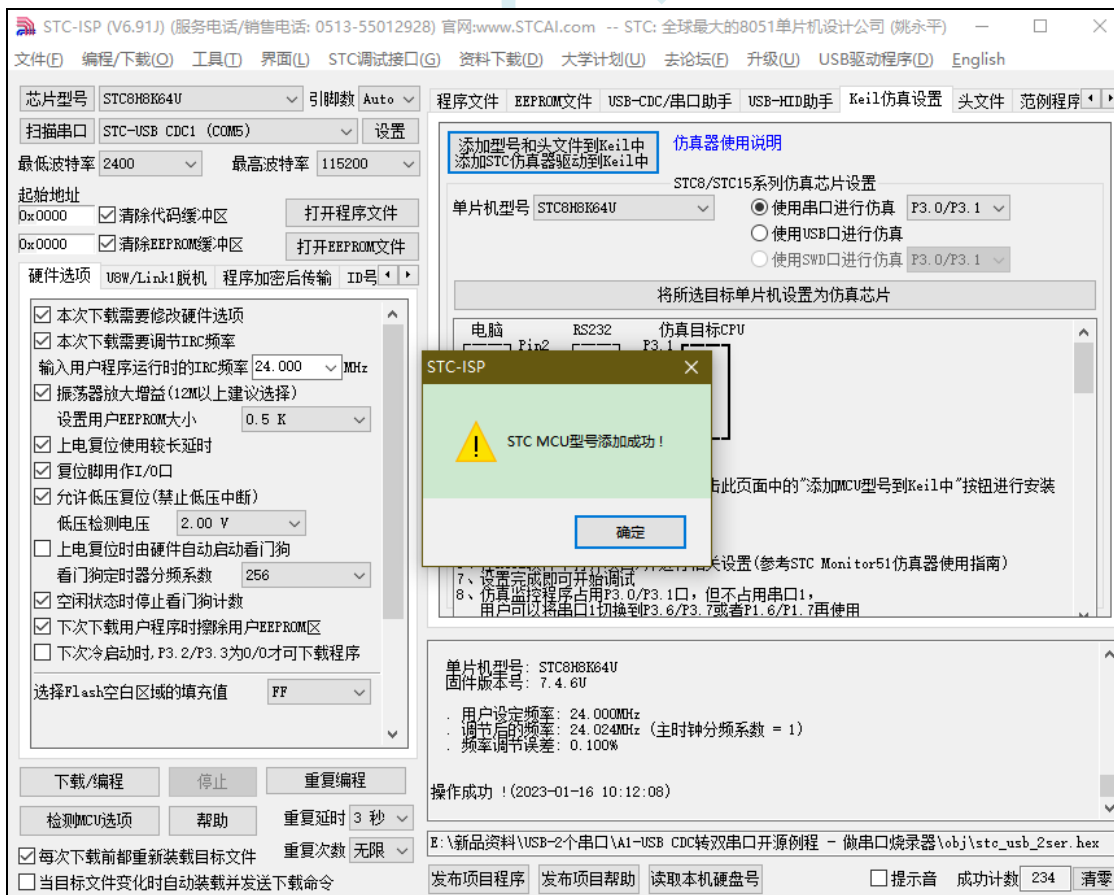 STC-ISP (V6.91J) (服务电话/销售电话: 0513-55012928) 官网:www.STCAI.com -- STC: 全球最大的8051单片机设计公司 (姚永平)
文件(F) 编程/下载(O) 工具(T) 界面(L) STC调试接口(G) 资料下载(D) 大学计划(U) 去论坛(F) 升级(U) USB驱动程序(D) English
芯片型号 STC8H8K64U 引脚数 Auto
扫描串口 STC-USB CDC1 (COM5) 设置
最低波特率 2400 最高波特率 115200
起始地址
0x0000 清除代码缓冲区 打开程序文件
0x0000 清除EEPROM缓冲区 打开EEPROM文件
硬件选项 U8W/Link1脱机 程序加密后传输 ID号
本次下载需要修改硬件选项
本次下载需要调节IRC频率
输入用户程序运行时的IRC频率 24.000 MHz
振荡器放大增益(12M以上建议选择)
设置用户EEPROM大小 0.5 K
上电复位使用较长延时
复位脚用作I/O口
允许低压复位(禁止低压中断)
低压检测电压 2.00 V
上电复位时由硬件自动启动看门狗
看门狗定时器分频系数 256
空闲状态时停止看门狗计数
下次下载用户程序时擦除用户EEPROM区
下次冷启动时,P3.2/P3.3为0/0才可下载程序
选择Flash空白区域的填充值 FF
下载/编程 停止 重复编程
检测MCU选项 帮助 重复延时 3 秒
每次下载前都重新装载目标文件 重复次数 无限
当目标文件变化时自动装载并发送下载命令
程序文件 EEPROM文件 USB-CDC/串口助手 USB-HID助手 Keil仿真设置 头文件 范例程序
添加型号和头文件到Keil中
添加STC仿真器驱动到Keil中
仿真器使用说明
STC8/STC15系列仿真芯片设置
单片机型号 STC8H8K64U 使用串口进行仿真 P3.0/P3.1
使用USB口进行仿真
使用SWD口进行仿真 P3.0/P3.1
将所选目标单片机设置为仿真芯片
电脑 RS232 仿真目标CPU
Pin2 P3.1
STC-ISP
STC MCU型号添加成功！
确定
击此页面中的"添加MCU型号到Keil中"按钮进行安装
相关设置(参考STC Monitor51仿真器使用指南)
7、设置完成即可开始调试
8、仿真监控程序占用P3.0/P3.1口，但不占用串口1，
用户可以将串口1切换到P3.6/P3.7或者P1.6/P1.7再使用
单片机型号: STC8H8K64U
固件版本号: 7.4.6U
. 用户设定频率: 24.000MHz
. 调节后的频率: 24.024MHz (主时钟分频系数 = 1)
. 频率调节误差: 0.100%
操作成功 !(2023-01-16 10:12:08)
E:\新品资料\USB-2个串口\A1-USB CDC转双串口开源例程 - 做串口烧录器\obj\stc_usb_2ser.hex
发布项目程序 发布项目帮助 读取本机硬盘号 提示音 成功计数 234 清零